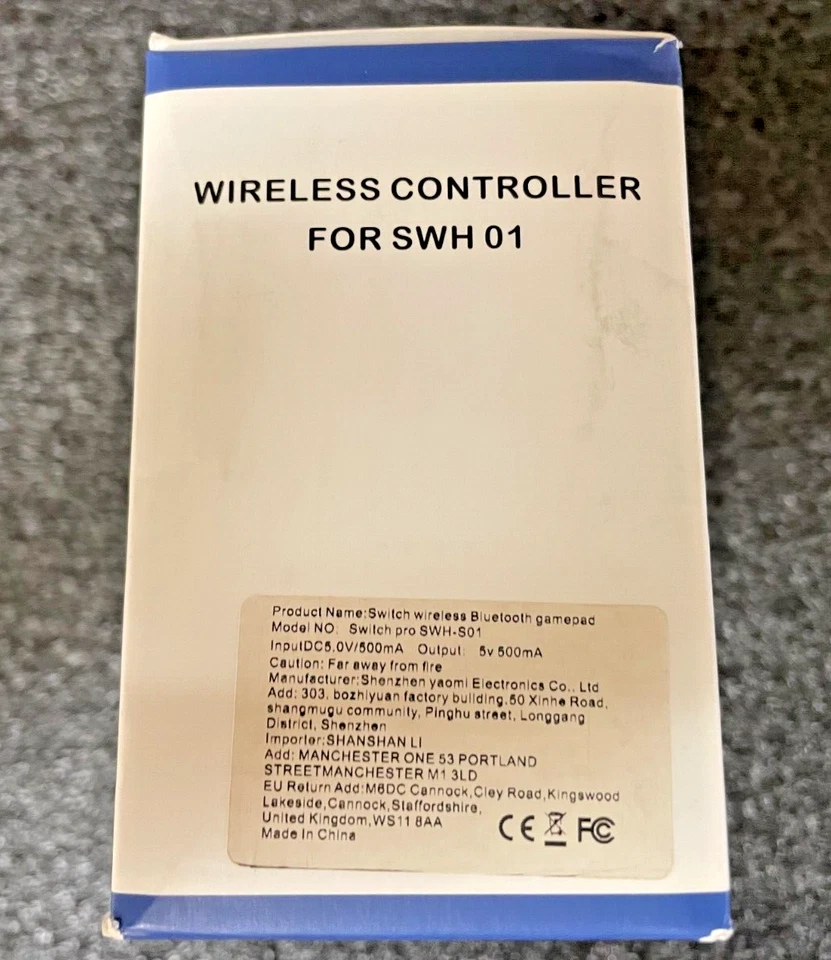 WIRELESS CONTROLLER
FOR SWH 01
Product Name:Switch wireless Bluetooth gamepad
Model NO: Switch pro SWH-S01
InputDC5.0V/500mA Output: 5v 500mA
Caution: Far away from fire
Manufacturer:Shenzhen yaomi Electronics Co., Ltd
Add: 303, bozhiyuan factory building.50 Xinhe Road,
shangmugu community, Pinghu street, Longgang
District, Shenzhen
Importer:SHANSHAN LI
Add: MANCHESTER ONE 53 PORTLAND
STREETMANCHESTER M1 3LD
EU Return Add:M6DC Cannock,Cley Road,Kingswood
Lakeside,Cannock,Staffordshire,
United Kingdom,WS11 8AA
Made In China
CE FC